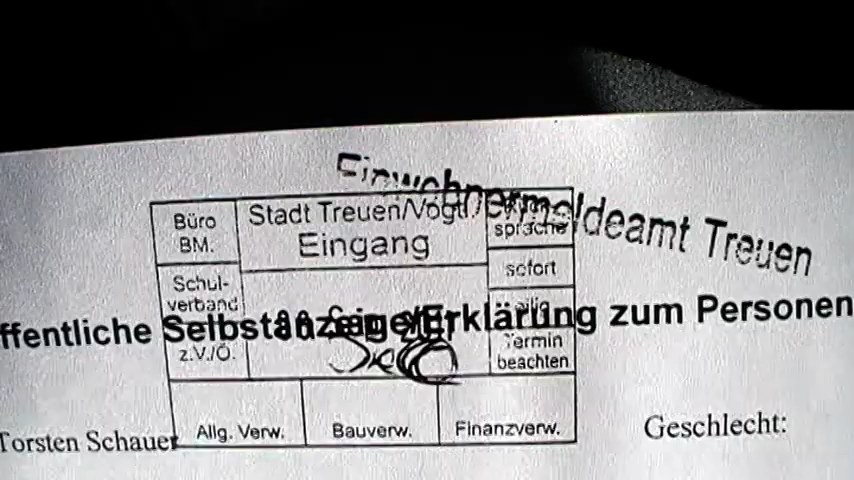 Einwohnermeldeamt Treuen
Büro
BM.
Stadt Treuen/Vogtl.
Eingang
sprache
sofort
Schul-
verband
ffentliche Selbstanzeige/Erklärung zum Personen
z.V./Ö.
Termin
beachten
Torsten Schauer
Allg. Verw.
Bauverw.
Finanzverw.
Geschlecht: